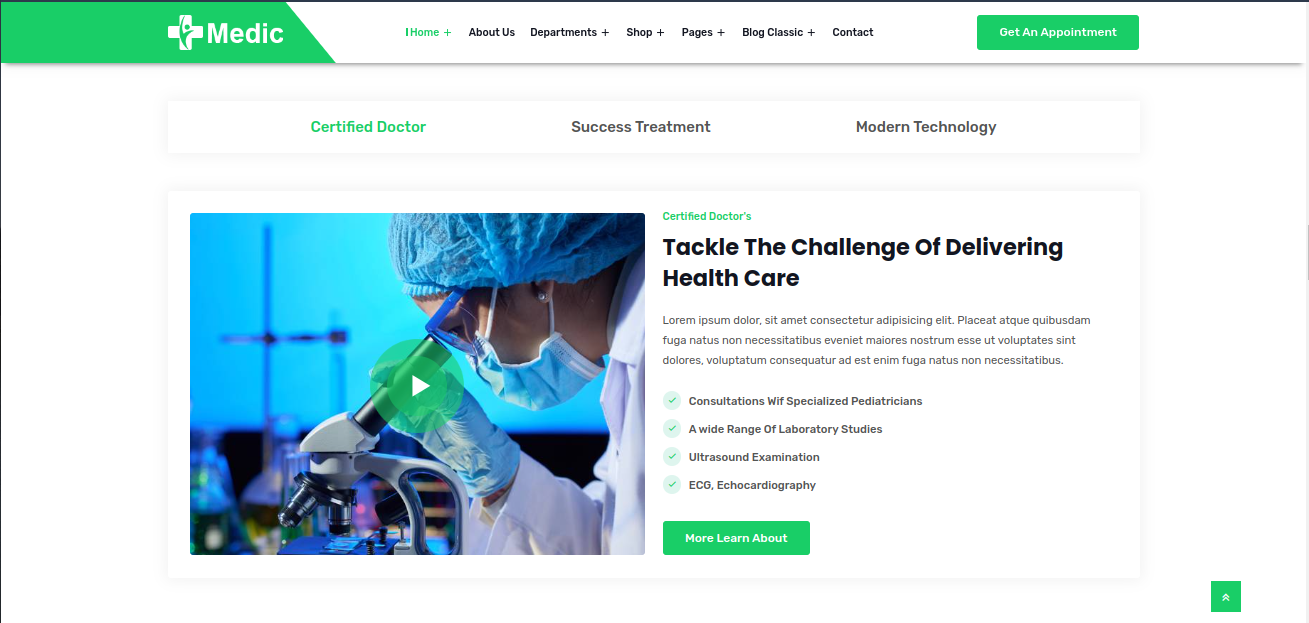 Medic
Home + About Us Departments + Shop + Pages + Blog Classic + Contact
Get An Appointment
Certified Doctor Success Treatment Modern Technology
Certified Doctor's
Tackle The Challenge Of Delivering
Health Care
Lorem ipsum dolor, sit amet consectetur adipisicing elit. Placeat atque quibusdam
fuga natus non necessitatibus eveniet maiores nostrum esse ut voluptates sint
dolores, voluptatum consequatur ad est enim fuga natus non necessitatibus.
Consultations Wif Specialized Pediatricians
A wide Range Of Laboratory Studies
Ultrasound Examination
ECG, Echocardiography
More Learn About